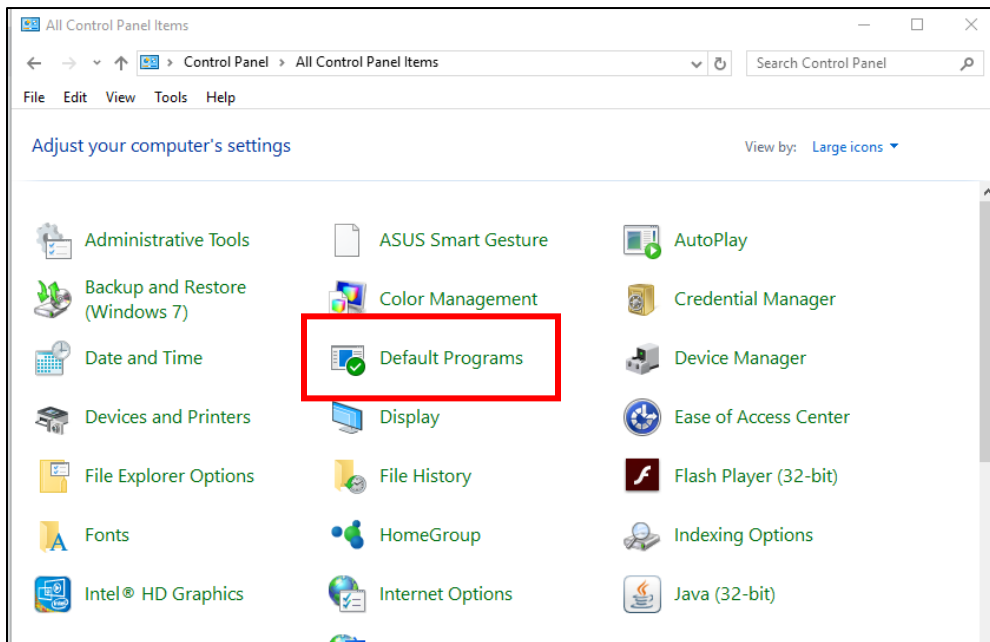 All Control Panel Items
Control Panel > All Control Panel Items
Search Control Panel
File Edit View Tools Help
Adjust your computer's settings
View by: Large icons
Administrative Tools
ASUS Smart Gesture
AutoPlay
Backup and Restore
(Windows 7)
Color Management
Credential Manager
Date and Time
Default Programs
Device Manager
Devices and Printers
Display
Ease of Access Center
File Explorer Options
File History
Flash Player (32-bit)
Fonts
HomeGroup
Indexing Options
Intel® HD Graphics
Internet Options
Java (32-bit)